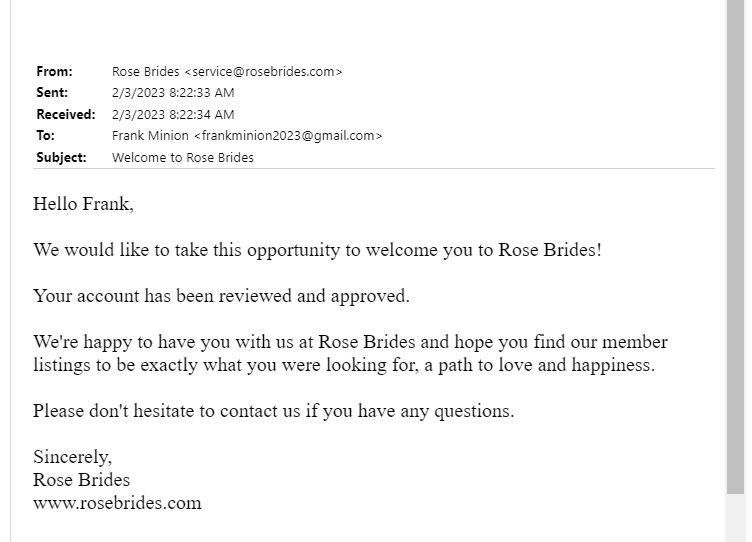 From: Rose Brides <service@rosebrides.com>
Sent: 2/3/2023 8:22:33 AM
Received: 2/3/2023 8:22:34 AM
To: Frank Minion <frankminion2023@gmail.com>
Subject: Welcome to Rose Brides
Hello Frank,
We would like to take this opportunity to welcome you to Rose Brides!
Your account has been reviewed and approved.
We're happy to have you with us at Rose Brides and hope you find our member
listings to be exactly what you were looking for, a path to love and happiness.
Please don't hesitate to contact us if you have any questions.
Sincerely,
Rose Brides
www.rosebrides.com